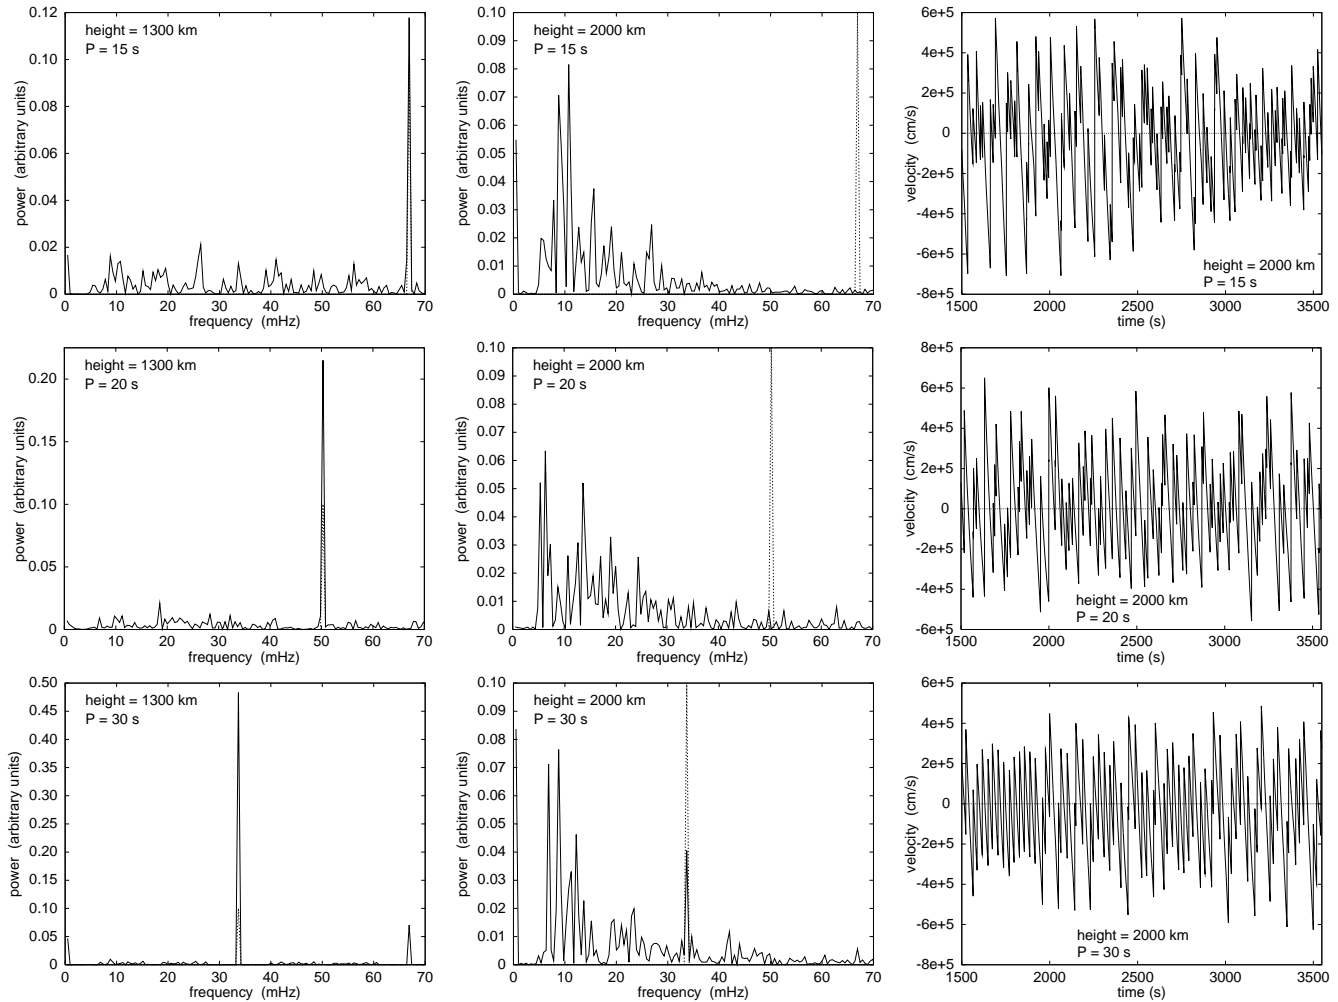 height = 1300 km
P = 15 s
power (arbitrary units)
0.12
0.10
0.08
0.06
0.04
0.02
0
0 10 20 30 40 50 60 70
frequency (mHz)
height = 2000 km
P = 15 s
power (arbitrary units)
0.10
0.09
0.08
0.07
0.06
0.05
0.04
0.03
0.02
0.01
0.00
0 10 20 30 40 50 60 70
frequency (mHz)
velocity (cm/s)
6e+5
4e+5
2e+5
0
-2e+5
-4e+5
-6e+5
-8e+5
height = 2000 km
P = 15 s
1500 2000 2500 3000 3500
time (s)
height = 1300 km
P = 20 s
power (arbitrary units)
0.20
0.15
0.10
0.05
0
0 10 20 30 40 50 60 70
frequency (mHz)
height = 2000 km
P = 20 s
power (arbitrary units)
0.10
0.09
0.08
0.07
0.06
0.05
0.04
0.03
0.02
0.01
0
0 10 20 30 40 50 60 70
frequency (mHz)
velocity (cm/s)
8e+5
6e+5
4e+5
2e+5
0
-2e+5
-4e+5
-6e+5
height = 2000 km
P = 20 s
1500 2000 2500 3000 3500
time (s)
height = 1300 km
P = 30 s
power (arbitrary units)
0.50
0.45
0.40
0.35
0.30
0.25
0.20
0.15
0.10
0.05
0.00
0 10 20 30 40 50 60 70
frequency (mHz)
height = 2000 km
P = 30 s
power (arbitrary units)
0.10
0.09
0.08
0.07
0.06
0.05
0.04
0.03
0.02
0.01
0
0 10 20 30 40 50 60 70
frequency (mHz)
velocity (cm/s)
6e+5
4e+5
2e+5
0
-2e+5
-4e+5
-6e+5
-8e+5
height = 2000 km
P = 30 s
1500 2000 2500 3000 3500
time (s)